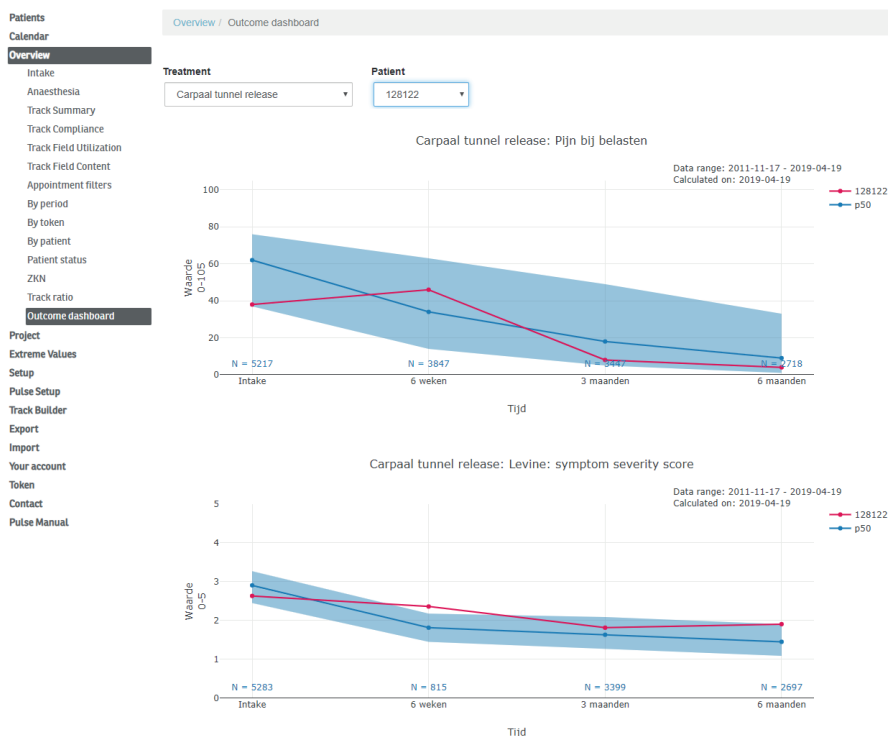 Patients
Calendar
Overview
Intake
Anaesthesia
Track Summary
Track Compliance
Track Field Utilization
Track Field Content
Appointment filters
By period
By token
By patient
Patient status
ZKN
Track ratio
Outcome dashboard
Project
Extreme Values
Setup
Pulse Setup
Track Builder
Export
Import
Your account
Token
Contact
Pulse Manual
Overview / Outcome dashboard
Treatment Patient
Carpaal tunnel release 128122
Carpaal tunnel release: Pijn bij belasten
Data range: 2011-11-17 - 2019-04-19
Calculated on: 2019-04-19
128122
p50
100
80
60
40
20
0
Waarde
0-105
N = 5217 N = 3847 N = 3447 N = 2718
Intake 6 weken 3 maanden 6 maanden
Tijd
Carpaal tunnel release: Levine: symptom severity score
Data range: 2011-11-17 - 2019-04-19
Calculated on: 2019-04-19
128122
p50
5
4
3
2
1
0
Waarde
0-5
N = 5283 N = 815 N = 3399 N = 2697
Intake 6 weken 3 maanden 6 maanden
Tijd